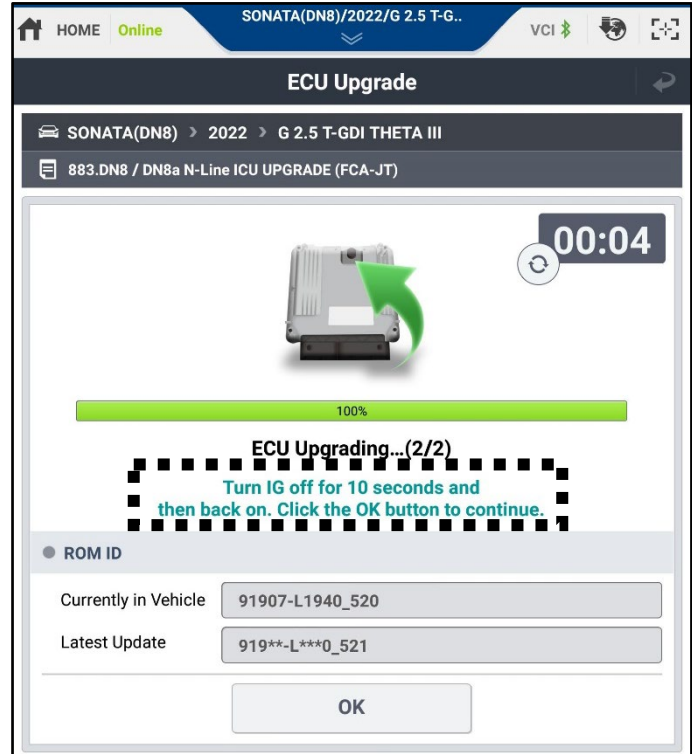 HOME Online
SONATA(DN8)/2022/G 2.5 T-G..
VCI
ECU Upgrade
SONATA(DN8) > 2022 > G 2.5 T-GDI THETA III
883.DN8 / DN8a N-Line ICU UPGRADE (FCA-JT)
00:04
100%
ECU Upgrading...(2/2)
Turn IG off for 10 seconds and
then back on. Click the OK button to continue.
ROM ID
Currently in Vehicle 91907-L1940_520
Latest Update 919**-L***0_521
OK